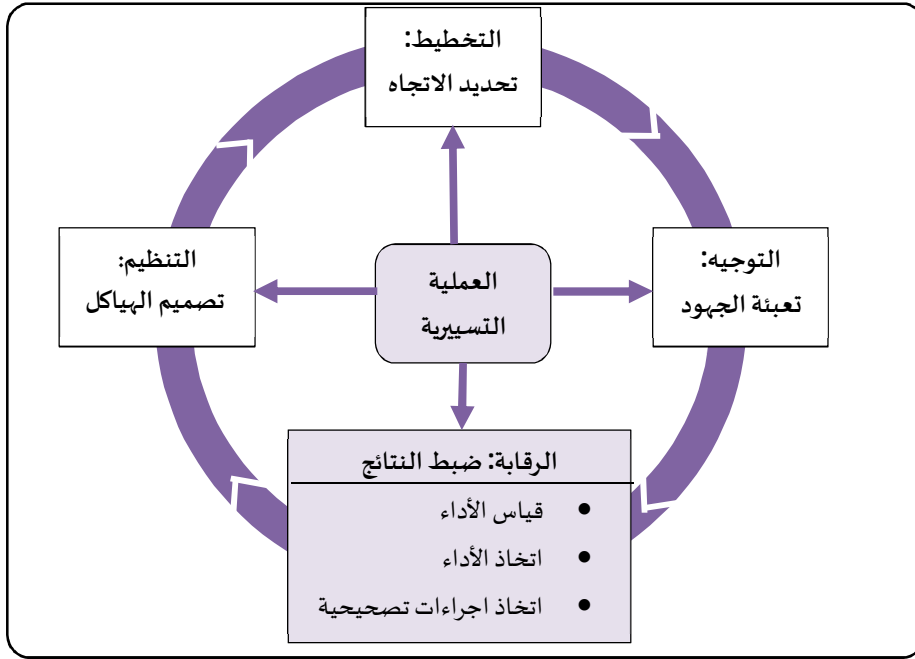 التخطيط:
تحديد الاتجاه
التوجيه:
تعبئة الجهود
العملية
التسييرية
التنظيم:
تصميم الهياكل
الرقابة: ضبط النتائج
• قياس الأداء
• اتخاذ الأداء
• اتخاذ اجراءات تصحيحية